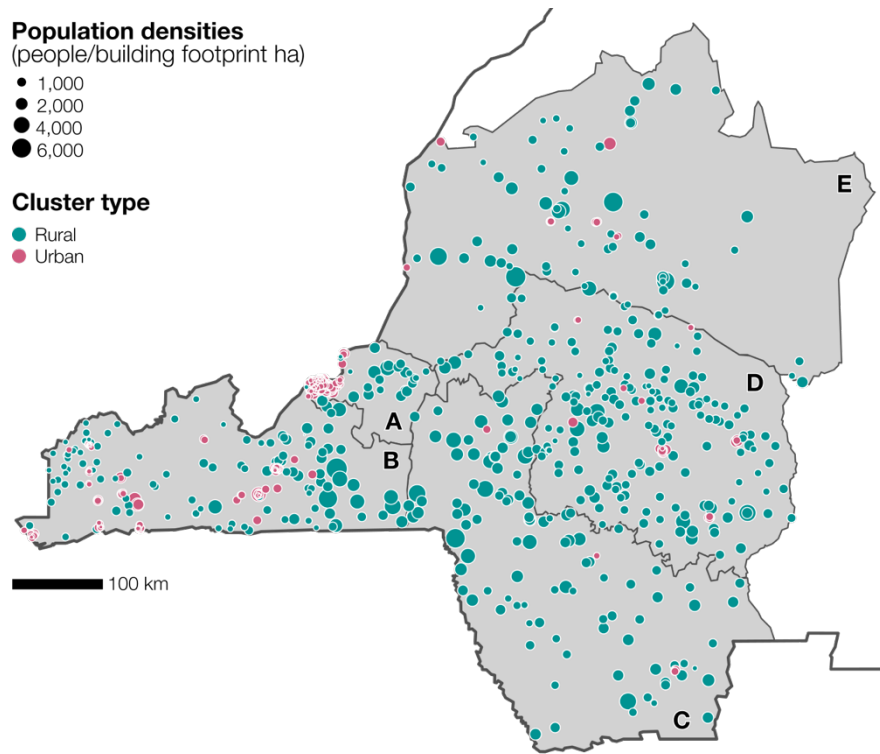 Population densities
(people/building footprint ha)
1,000
2,000
4,000
6,000
Cluster type
Rural
Urban
E
D
A
B
100 km
C